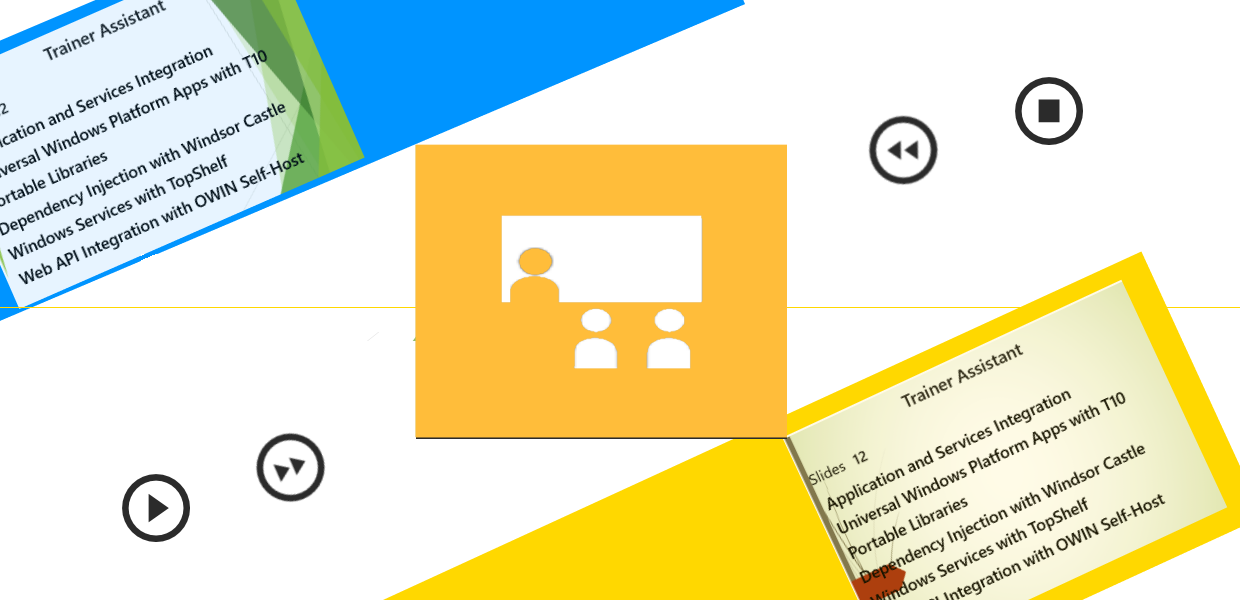 Trainer Assistant
2
ication and Services Integration
iversal Windows Platform Apps with T10
ortable Libraries
Dependency Injection with Windsor Castle
Windows Services with TopShelf
Web API Integration with OWIN Self-Host
Trainer Assistant
Slides 12
Application and Services Integration
Universal Windows Platform Apps with T10
Portable Libraries
Dependency Injection with Windsor Castle
Windows Services with TopShelf
I Integration with OWIN Self-Host